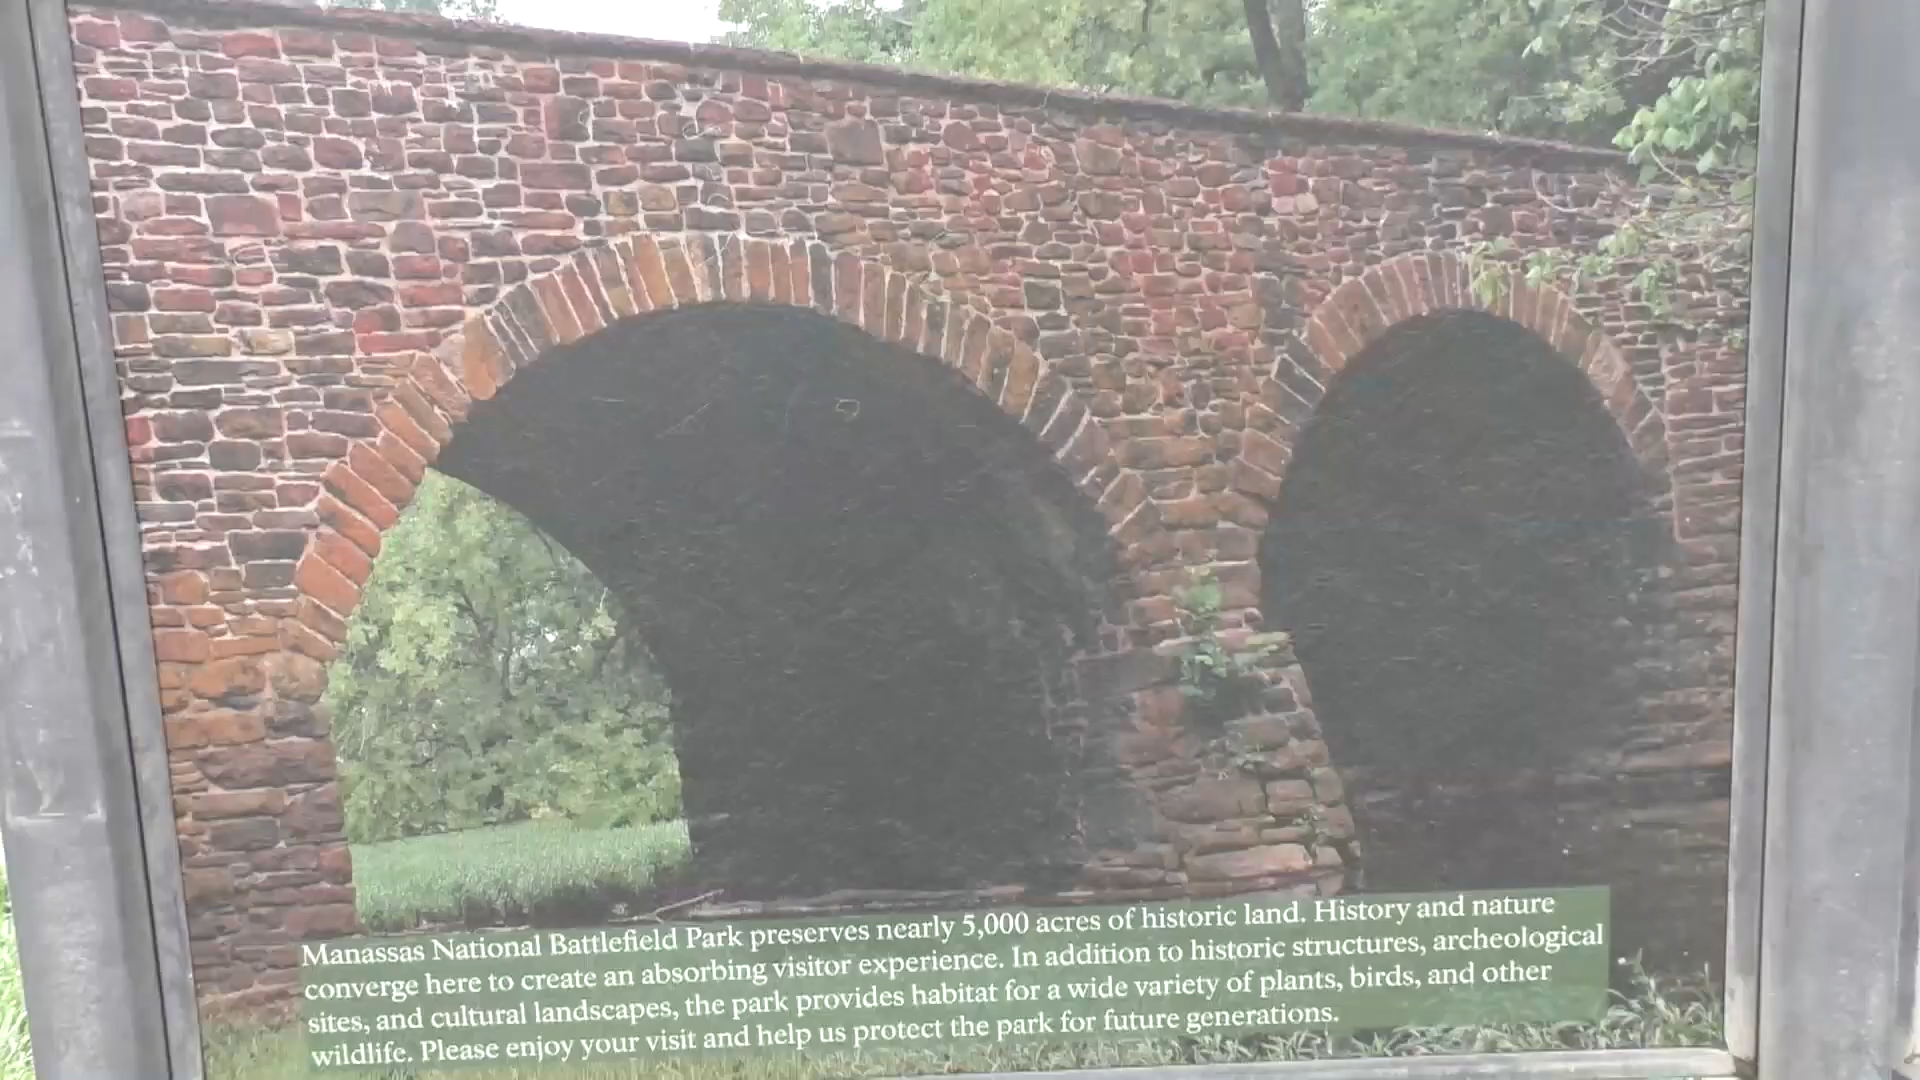 Manassas National Battlefield Park preserves nearly 5,000 acres of historic land. History and nature
converge here to create an absorbing visitor experience. In addition to historic structures, archeological
sites, and cultural landscapes, the park provides habitat for a wide variety of plants, birds, and other
wildlife. Please enjoy your visit and help us protect the park for future generations.